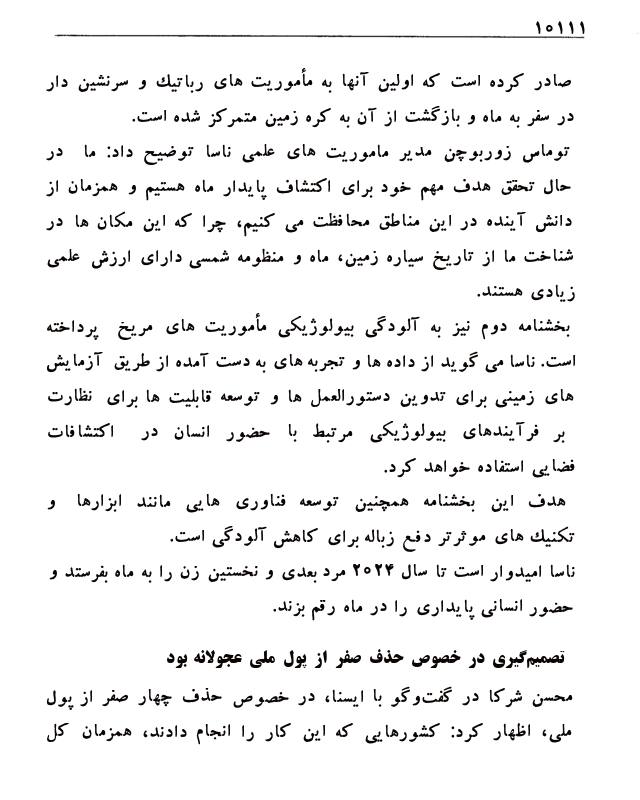 ۱۰۱۱۱
صادر کرده است که اولین آنها به مأموریت های رباتیك و سرنشین دار
در سفر به ماه و بازگشت از آن به کره زمین متمرکز شده است.
توماس زوربوچن مدیر ماموریت های علمی ناسا توضیح داد: ما در
حال تحقق هدف مهم خود برای اکتشاف پایدار ماه هستیم و همزمان از
دانش آینده در این مناطق محافظت می کنیم، چرا که این مکان ها در
شناخت ما از تاریخ سیاره زمین، ماه و منظومه شمسی دارای ارزش علمی
زیادی هستند.
بخشنامه دوم نیز به آلودگی بیولوژیکی مأموریت های مریخ پرداخته
است. ناسا می گوید از داده ها و تجربه های به دست آمده از طریق آزمایش
های زمینی برای تدوین دستورالعمل ها و توسعه قابلیت ها برای نظارت
بر فرآیندهای بیولوژیکی مرتبط با حضور انسان در اکتشافات
فضایی استفاده خواهد کرد.
هدف این بخشنامه همچنین توسعه فناوری هایی مانند ابزارها و
تکنیك های موثرتر دفع زباله برای کاهش آلودگی است.
ناسا امیدوار است تا سال ۲۰۲۴ مرد بعدی و نخستین زن را به ماه بفرستد و
حضور انسانی پایداری را در ماه رقم بزند.
تصمیم‌گیری در خصوص حذف صفر از پول ملی عجولانه بود
محسن شرکا در گفت‌وگو با ایسنا، در خصوص حذف چهار صفر از پول
ملی، اظهار کرد: کشورهایی که این کار را انجام دادند، همزمان کل